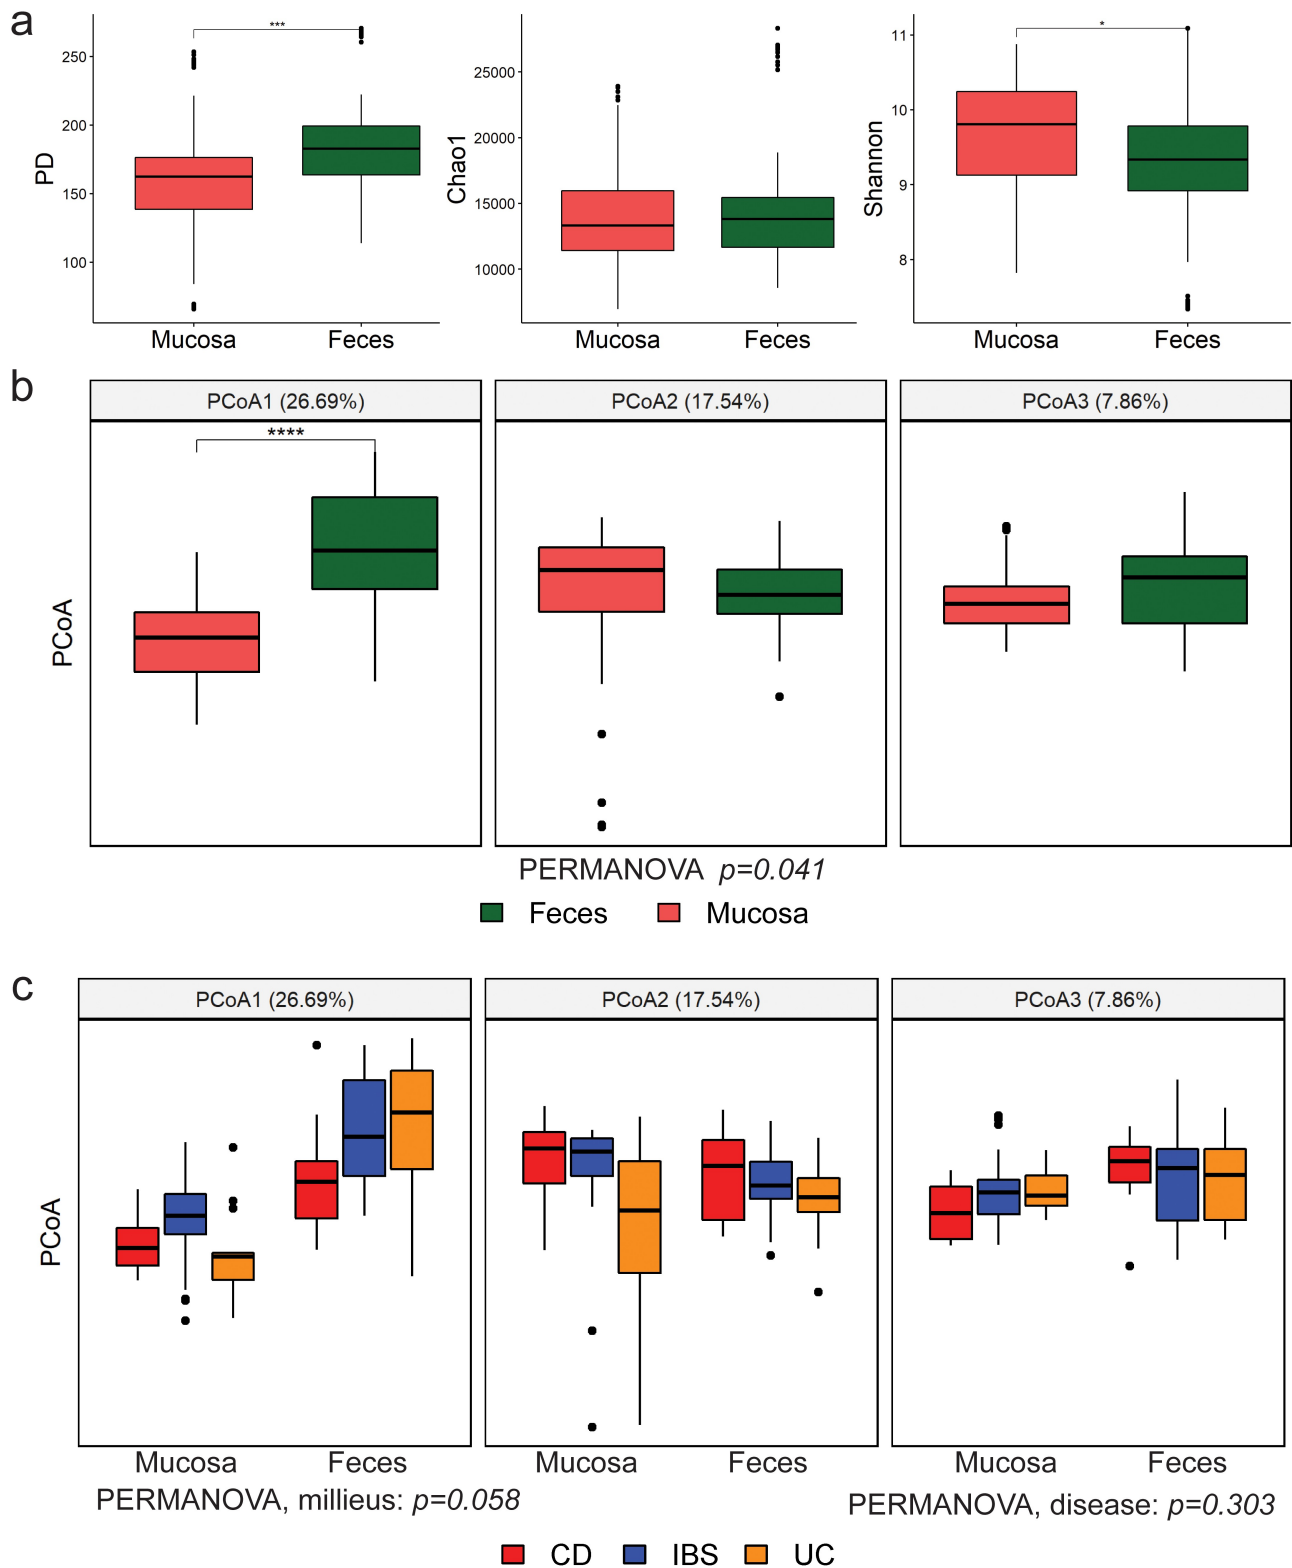 a
***
PD
250
200
150
100
Mucosa Feces
Chao1
25000
20000
15000
10000
Mucosa Feces
*
Shannon
11
10
9
8
Mucosa Feces
b
PCoA1 (26.69%) PCoA2 (17.54%) PCoA3 (7.86%)
****
PCoA
PERMANOVA p=0.041
Feces Mucosa
c
PCoA1 (26.69%) PCoA2 (17.54%) PCoA3 (7.86%)
PCoA
Mucosa Feces Mucosa Feces Mucosa Feces
PERMANOVA, millieus: p=0.058 PERMANOVA, disease: p=0.303
CD IBS UC